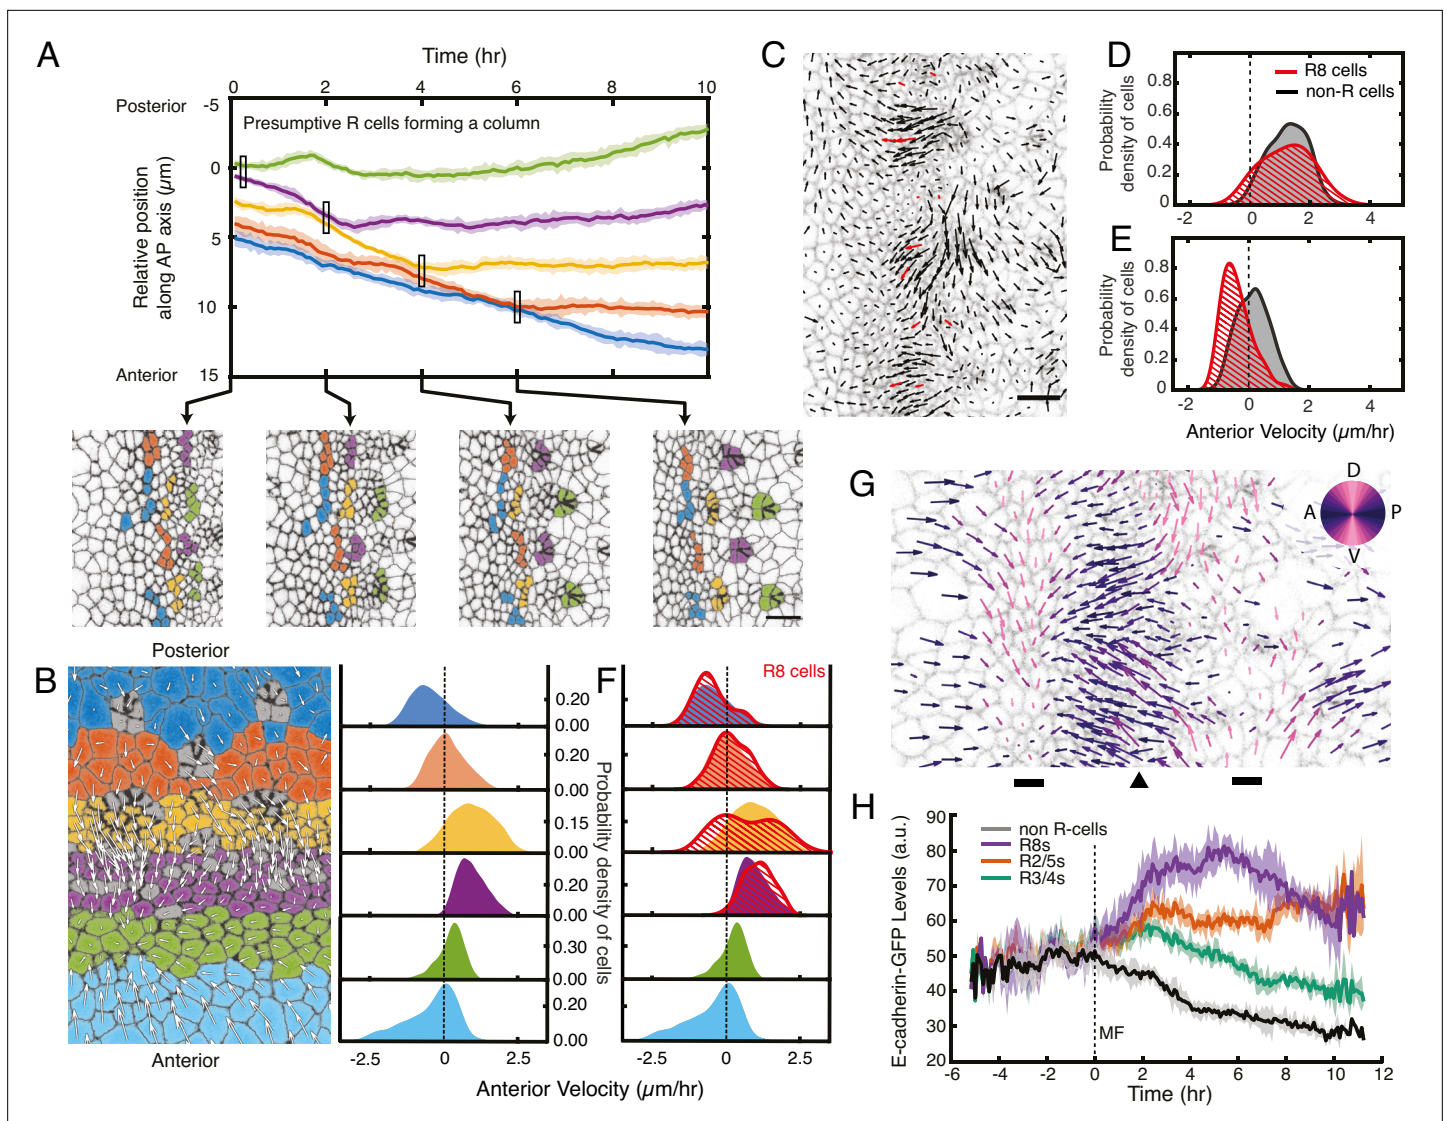 A
Time (hr)
0 2 4 6 8 10
Posterior
-5
0
5
10
15
Anterior
Relative position
along AP axis (µm)
Presumptive R cells forming a column
C
D
0.8
0.6
0.4
0.2
0
Probability
density of cells
R8 cells
non-R cells
-2 0 2 4
E
0.8
0.6
0.4
0.2
0
Probability
density of cells
-2 0 2 4
Anterior Velocity (µm/hr)
B
Posterior
Anterior
0.20
0.00
0.20
0.00
0.15
0.00
0.20
0.00
0.30
0.00
0.20
0.00
Probability density of cells
-2.5 0 2.5
F
R8 cells
-2.5 0 2.5
Anterior Velocity (µm/hr)
G
D
A P
V
H
90
80
70
60
50
40
30
20
E-cadherin-GFP Levels (a.u.)
non R-cells
R8s
R2/5s
R3/4s
MF
-6 -4 -2 0 2 4 6 8 10 12
Time (hr)